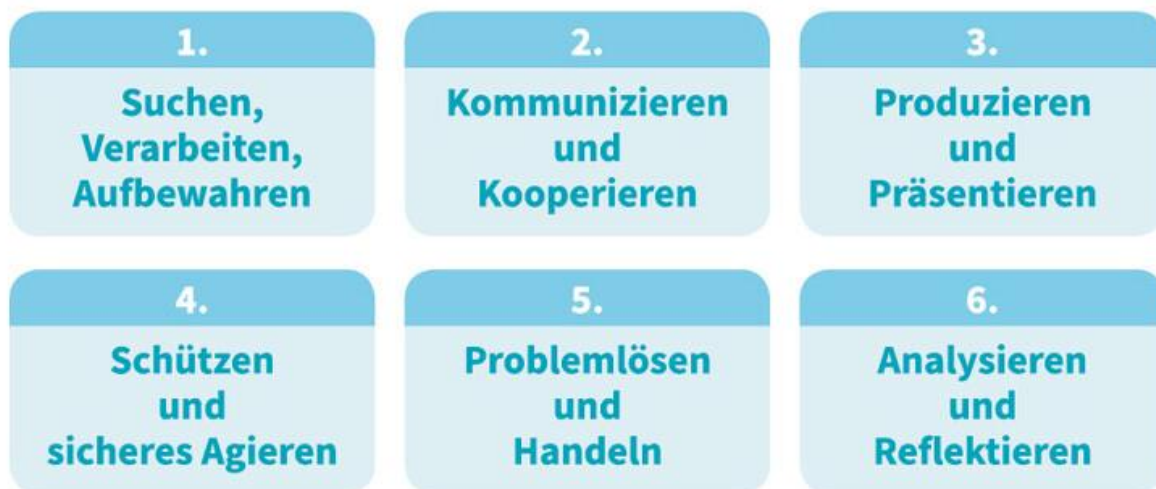 1.
Suchen,
Verarbeiten,
Aufbewahren
2.
Kommunizieren
und
Kooperieren
3.
Produzieren
und
Präsentieren
4.
Schützen
und
sicheres Agieren
5.
Problemlösen
und
Handeln
6.
Analysieren
und
Reflektieren